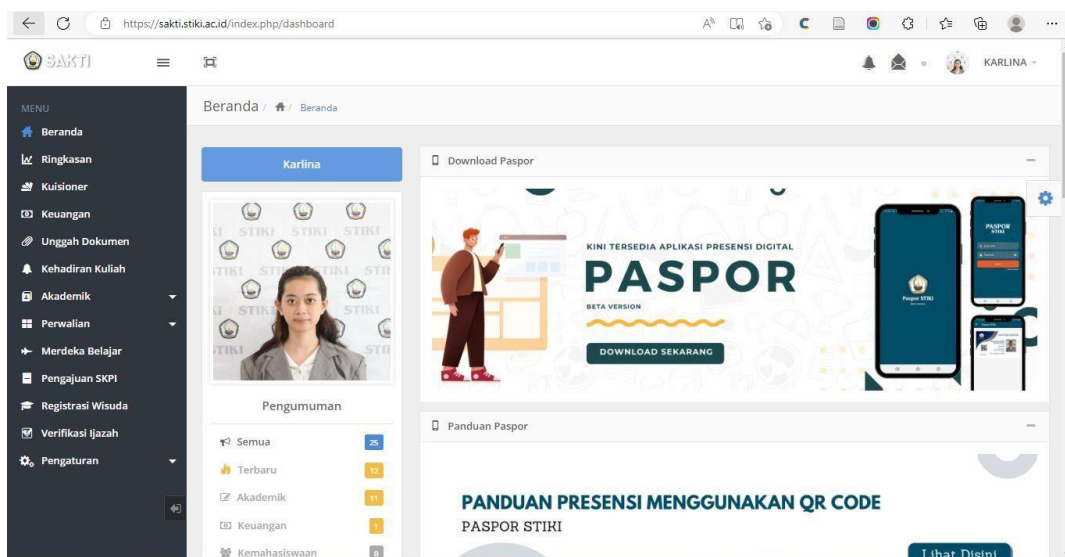 https://sakti.stiki.ac.id/index.php/dashboard
SAKTI
KARLINA
MENU
Beranda
Ringkasan
Kuisioner
Keuangan
Unggah Dokumen
Kehadiran Kuliah
Akademik
Perwalian
Merdeka Belajar
Pengajuan SKPI
Registrasi Wisuda
Verifikasi Ijazah
Pengaturan
Beranda / / Beranda
Karlina
STIKI STIKI STIKI
Pengumuman
Semua 25
Terbaru 12
Akademik 11
Keuangan 1
Kemahasiswaan 0
Download Paspor
KINI TERSEDIA APLIKASI PRESENSI DIGITAL
PASPOR
BETA VERSION
DOWNLOAD SEKARANG
Paspor STIKI
PASPOR
STIKI
Panduan Paspor
PANDUAN PRESENSI MENGGUNAKAN QR CODE
PASPOR STIKI
Lihat Disini